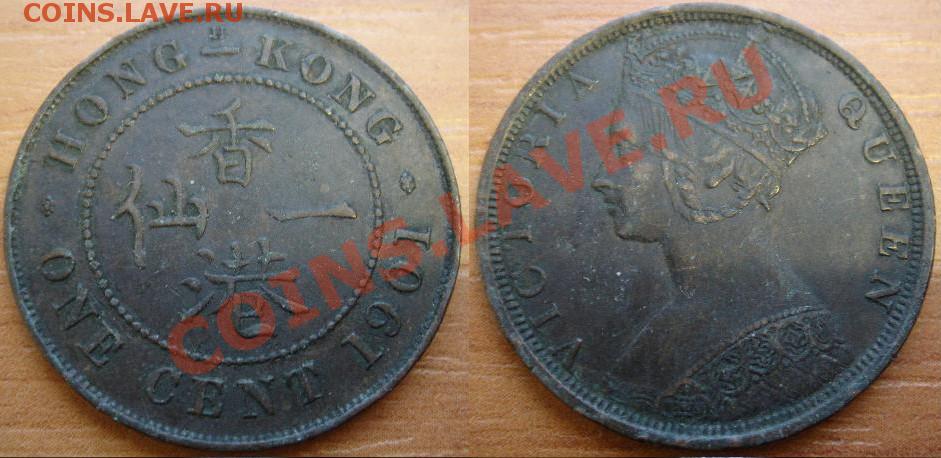 COINS.LAVE.RU
HONG-KONG
香港
一仙
ONE CENT 1901
VICTORIA QUEEN
COINS.LAVE.RU